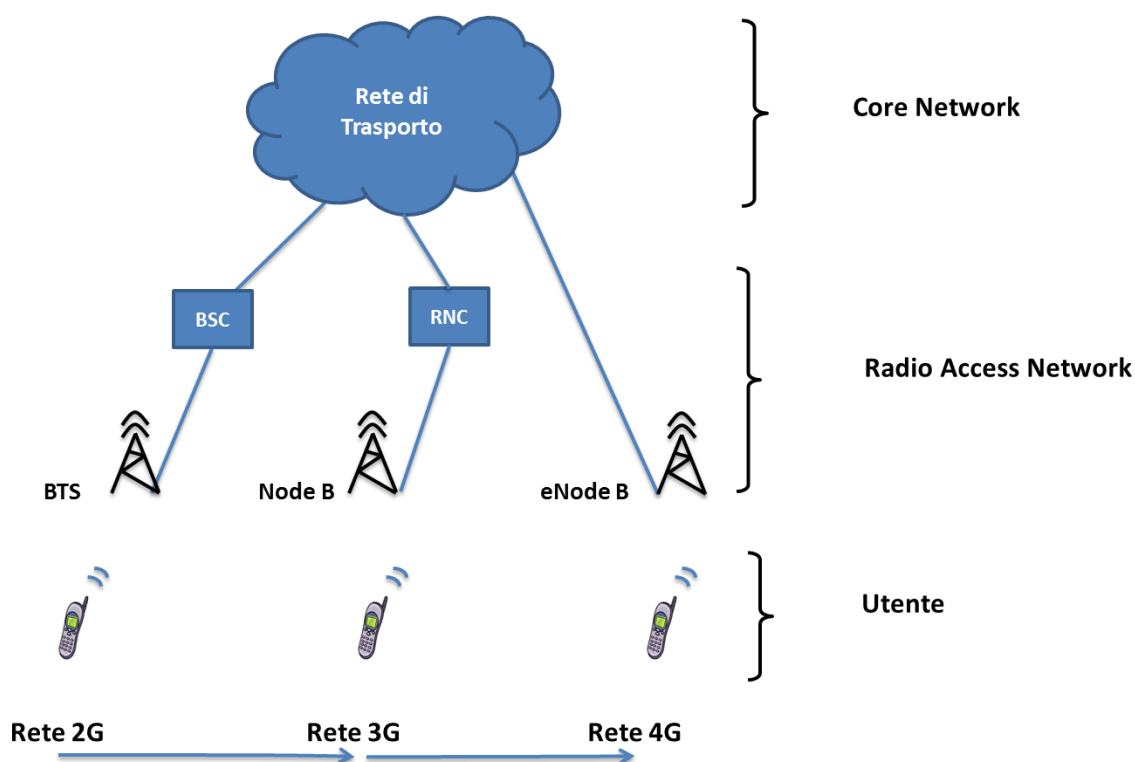 Rete di
Trasporto
Core Network
BSC
RNC
Radio Access Network
BTS
Node B
eNode B
Utente
Rete 2G
Rete 3G
Rete 4G